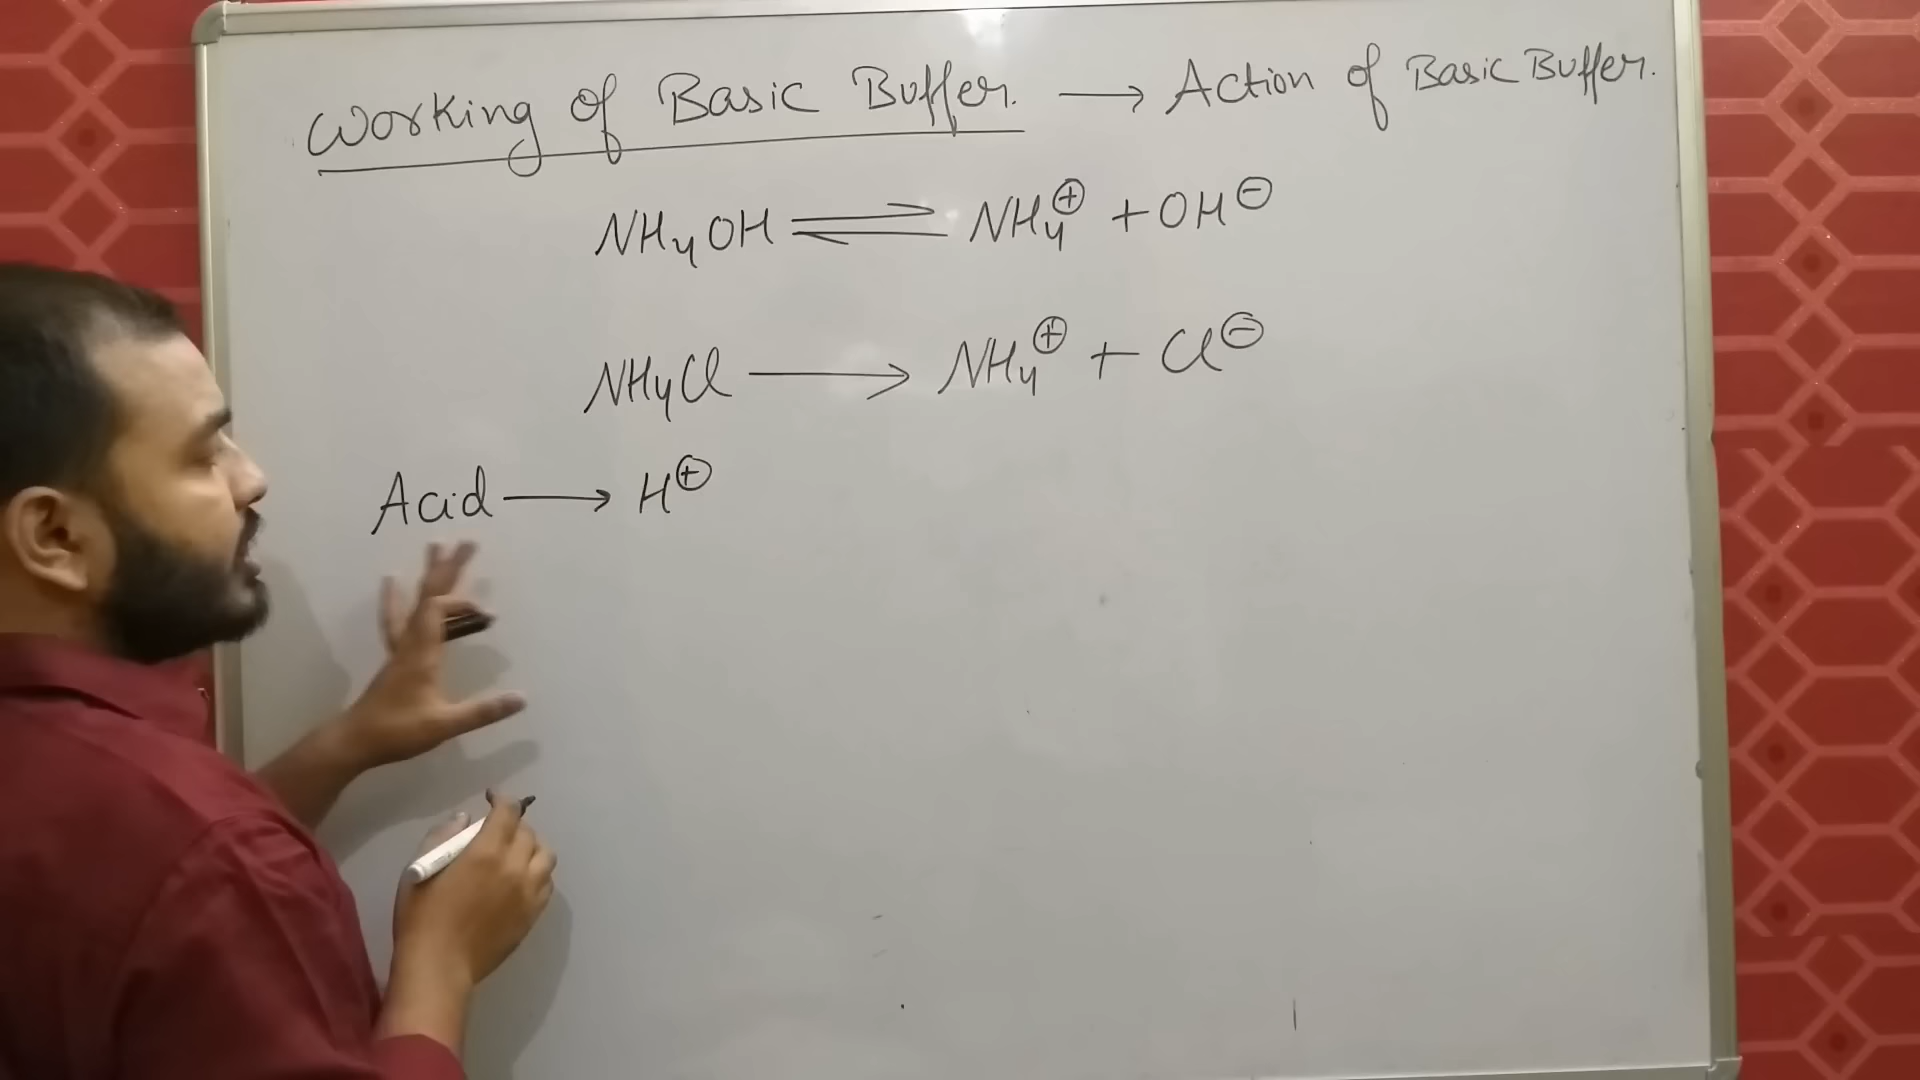 Working of Basic Buffer. → Action of Basic Buffer.
NH4OH ⇌ NH4⊕ + OH⊖
NH4Cl → NH4⊕ + Cl⊖
Acid → H⊕